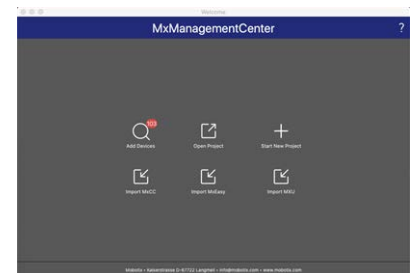 Welcome
MxManagementCenter ?
103
Add Devices Open Project Start New Project
Import MxCC Import MxEasy Import MXU
Mobotix • Kaiserstrasse D-67722 Langmeil • info@mobotix.com • www.mobotix.com